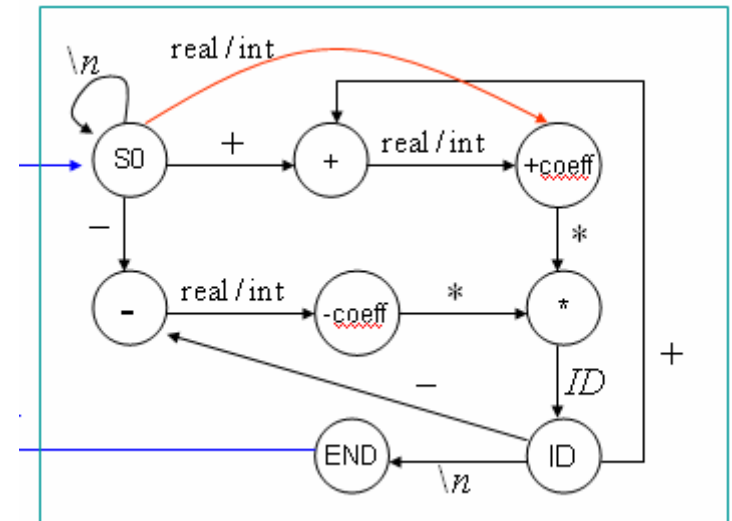 real/int
\n
S0
+
+
real/int
+coeff
−
*
-
real/int
-coeff
*
*
+
−
ID
END
\n
ID